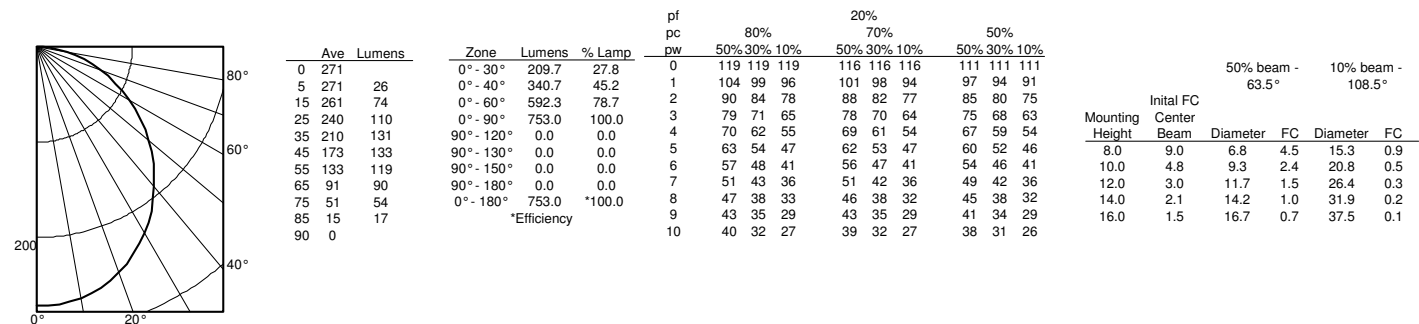 80°
60°
200
40°
0° 20°
Ave Lumens
0 271
5 271 26
15 261 74
25 240 110
35 210 131
45 173 133
55 133 119
65 91 90
75 51 54
85 15 17
90 0
Zone Lumens % Lamp
0°- 30° 209.7 27.8
0°- 40° 340.7 45.2
0°- 60° 592.3 78.7
0°- 90° 753.0 100.0
90°- 120° 0.0 0.0
90°- 130° 0.0 0.0
90°- 150° 0.0 0.0
90°- 180° 0.0 0.0
0°- 180° 753.0 *100.0
*Efficiency
pf 20%
pc 80% 70% 50%
pw 50% 30% 10% 50% 30% 10% 50% 30% 10%
0 119 119 119 116 116 116 111 111 111
1 104 99 96 101 98 94 97 94 91
2 90 84 78 88 82 77 85 80 75
3 79 71 65 78 70 64 75 68 63
4 70 62 55 69 61 54 67 59 54
5 63 54 47 62 53 47 60 52 46
6 57 48 41 56 47 41 54 46 41
7 51 43 36 51 42 36 49 42 36
8 47 38 33 46 38 32 45 38 32
9 43 35 29 43 35 29 41 34 29
10 40 32 27 39 32 27 38 31 26
50% beam - 10% beam -
63.5° 108.5°
Inital FC
Mounting Center
Height Beam Diameter FC Diameter FC
8.0 9.0 6.8 4.5 15.3 0.9
10.0 4.8 9.3 2.4 20.8 0.5
12.0 3.0 11.7 1.5 26.4 0.3
14.0 2.1 14.2 1.0 31.9 0.2
16.0 1.5 16.7 0.7 37.5 0.1